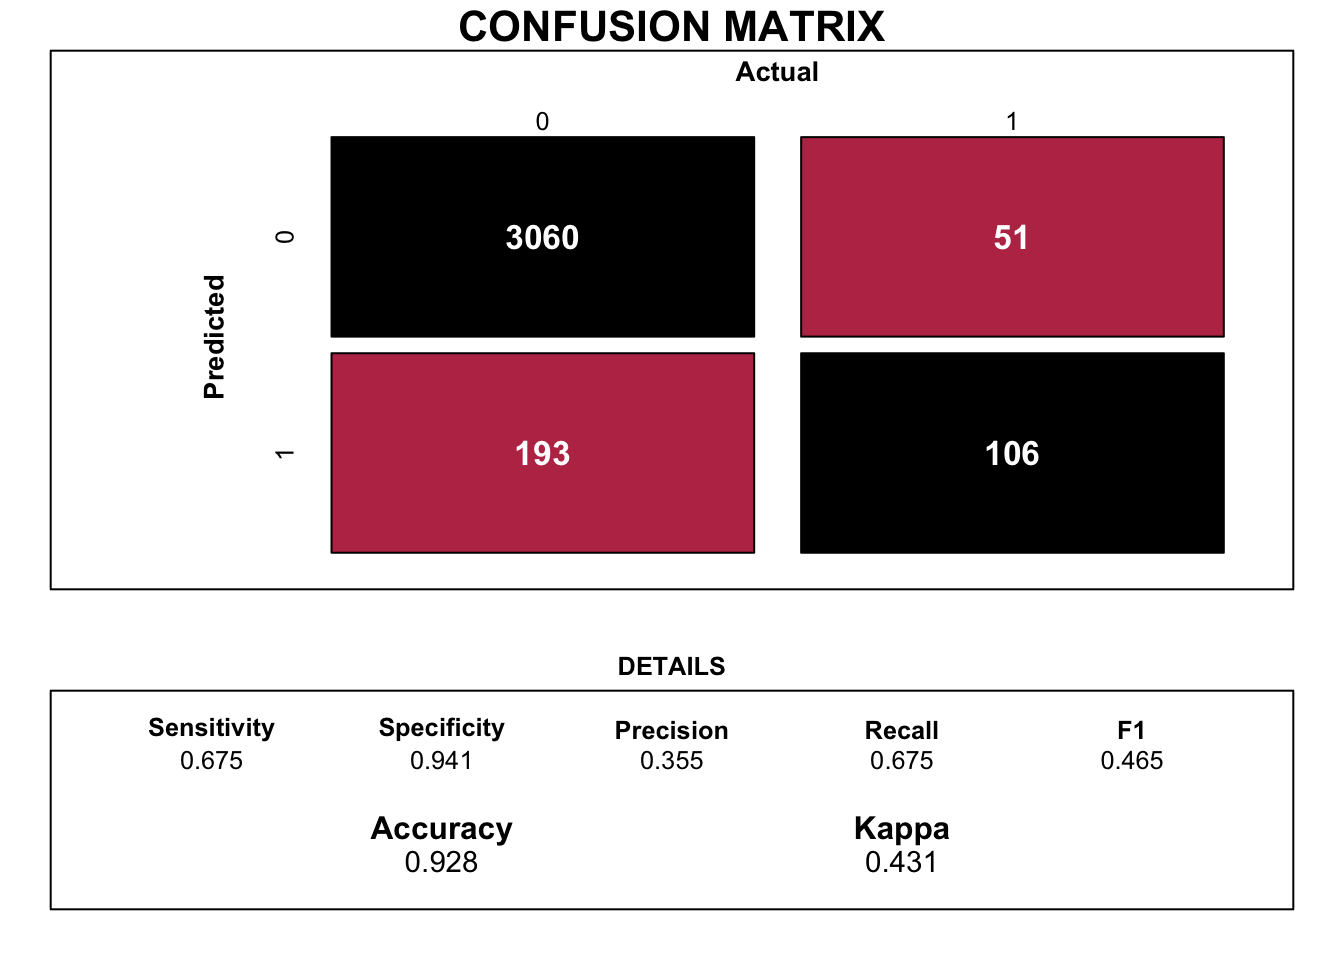 CONFUSION MATRIX
Actual
0 1
Predicted
0
3060 51
1
193 106
DETAILS
Sensitivity Specificity Precision Recall F1
0.675 0.941 0.355 0.675 0.465
Accuracy Kappa
0.928 0.431